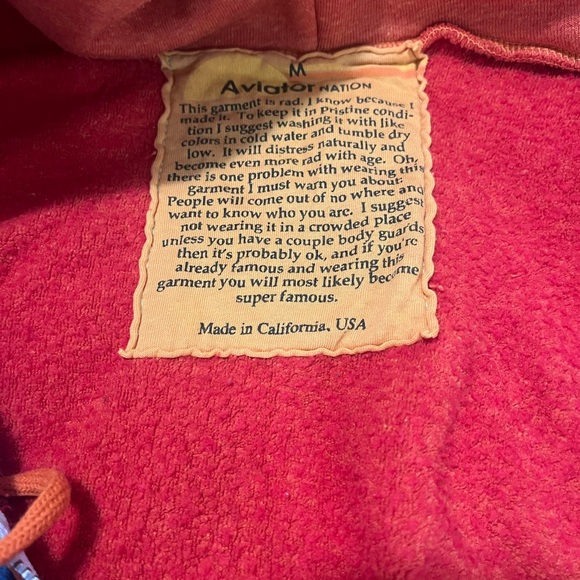 M
Aviator NATION
This garment is rad. I know because I
made it. To keep it in Pristine condi-
tion I suggest washing it with like
colors in cold water and tumble dry
low. It will distress naturally and
become even more rad with age. Oh,
there is one problem with wearing this
garment I must warn you about:
People will come out of no where and
want to know who you are. I suggest
not wearing it in a crowded place
unless you have a couple body guards
then it's probably ok, and if you're
already famous and wearing this
garment you will most likely become
super famous.
Made in California, USA